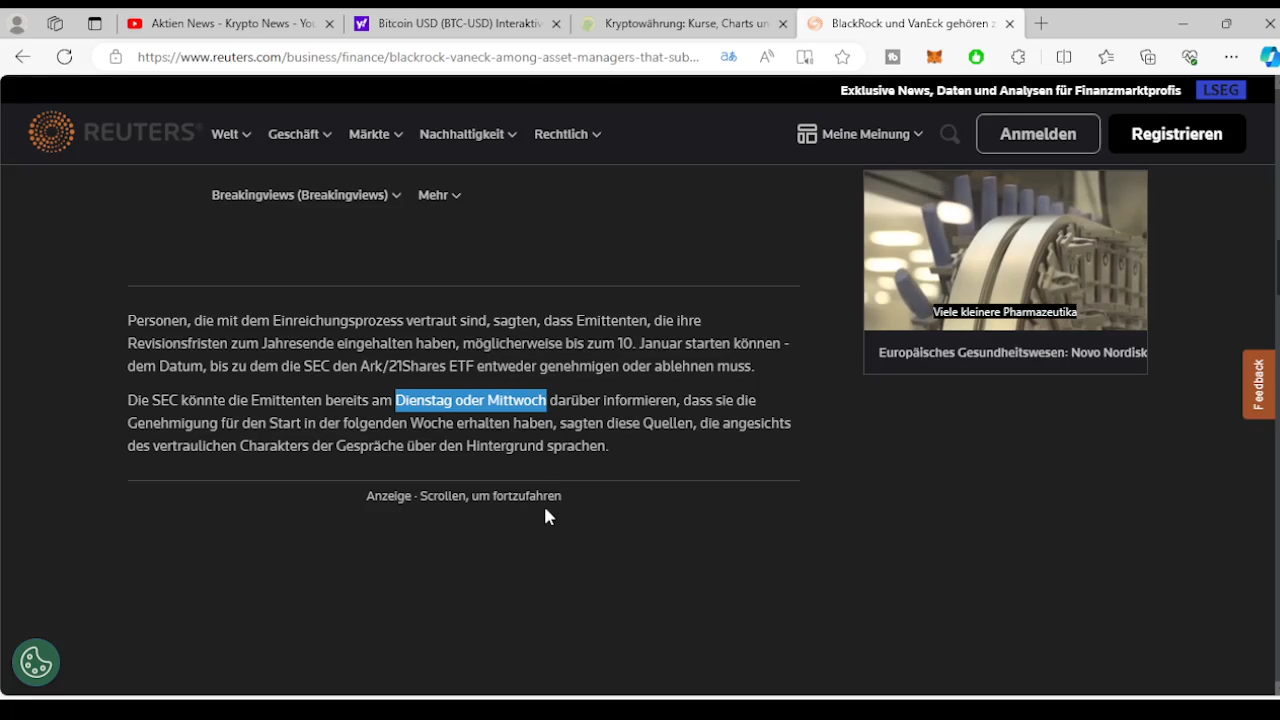 Aktien News - Krypto News - You
Bitcoin USD (BTC-USD) Interaktiv
Kryptowährung: Kurse, Charts un
BlackRock und VanEck gehören z
https://www.reuters.com/business/finance/blackrock-vaneck-among-asset-managers-that-sub...
Exklusive News, Daten und Analysen für Finanzmarktprofis LSEG
REUTERS® Welt Geschäft Märkte Nachhaltigkeit Rechtlich Meine Meinung Anmelden Registrieren
Breakingviews (Breakingviews) Mehr
Personen, die mit dem Einreichungsprozess vertraut sind, sagten, dass Emittenten, die ihre
Revisionsfristen zum Jahresende eingehalten haben, möglicherweise bis zum 10. Januar starten können -
dem Datum, bis zu dem die SEC den Ark/21Shares ETF entweder genehmigen oder ablehnen muss.
Die SEC könnte die Emittenten bereits am Dienstag oder Mittwoch darüber informieren, dass sie die
Genehmigung für den Start in der folgenden Woche erhalten haben, sagten diese Quellen, die angesichts
des vertraulichen Charakters der Gespräche über den Hintergrund sprachen.
Anzeige - Scrollen, um fortzufahren
Viele kleinere Pharmazeutika
Europäisches Gesundheitswesen: Novo Nordisk
Feedback